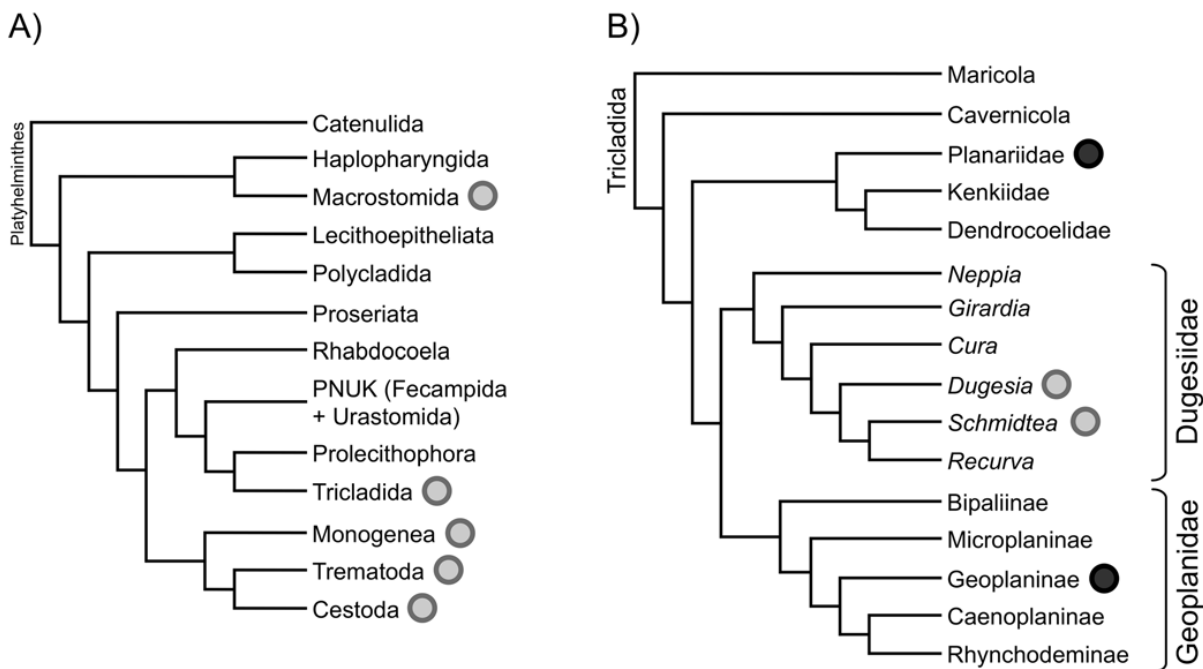 A)
Platyhelminthes
Catenulida
Haplopharyngida
Macrostomida
Lecithoepitheliata
Polycladida
Proseriata
Rhabdocoela
PNUK (Fecampida
+ Urastomida)
Prolecithophora
Tricladida
Monogenea
Trematoda
Cestoda
B)
Tricladida
Maricola
Cavernicola
Planariidae
Kenkiidae
Dendrocoelidae
Neppia
Girardia
Cura
Dugesia
Schmidtea
Recurva
Dugesiidae
Bipaliinae
Microplaninae
Geoplaninae
Caenoplaninae
Rhynchodeminae
Geoplanidae